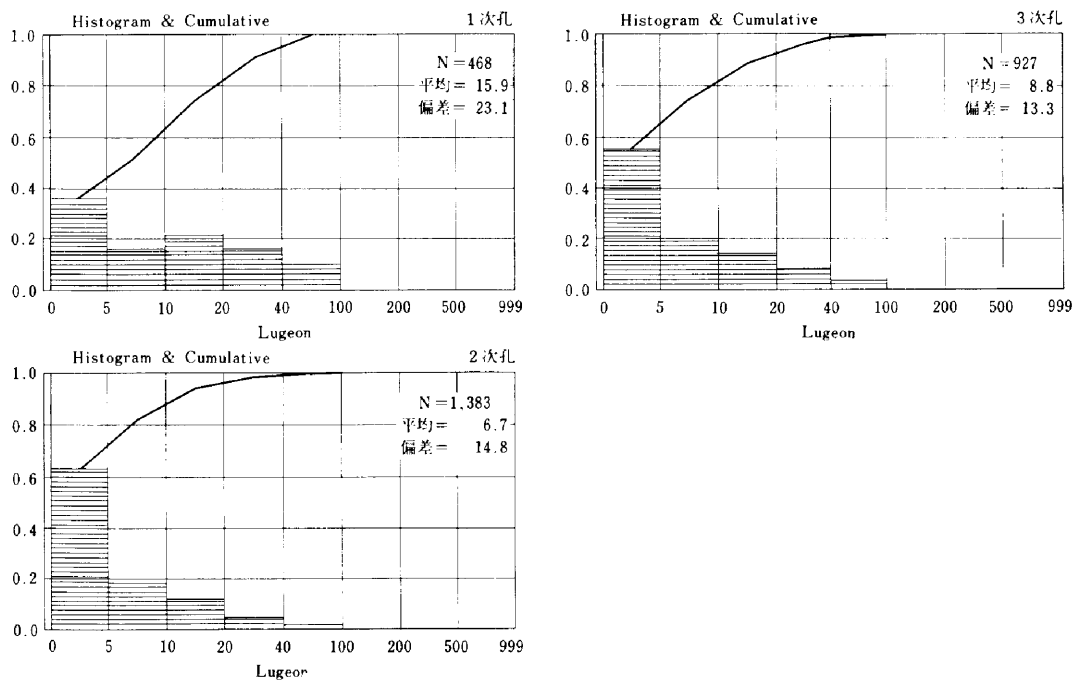 Histogram & Cumulative 1次孔
1.0
0.8
0.6
0.4
0.2
0.0
N=468
平均= 15.9
偏差= 23.1
0 5 10 20 40 100 200 500 999
Lugeon
Histogram & Cumulative 3次孔
1.0
0.8
0.6
0.4
0.2
0.0
N=927
平均= 8.8
偏差= 13.3
0 5 10 20 40 100 200 500 999
Lugeon
Histogram & Cumulative 2次孔
1.0
0.8
0.6
0.4
0.2
0.0
N=1,383
平均= 6.7
偏差= 14.8
0 5 10 20 40 100 200 500 999
Lugeon